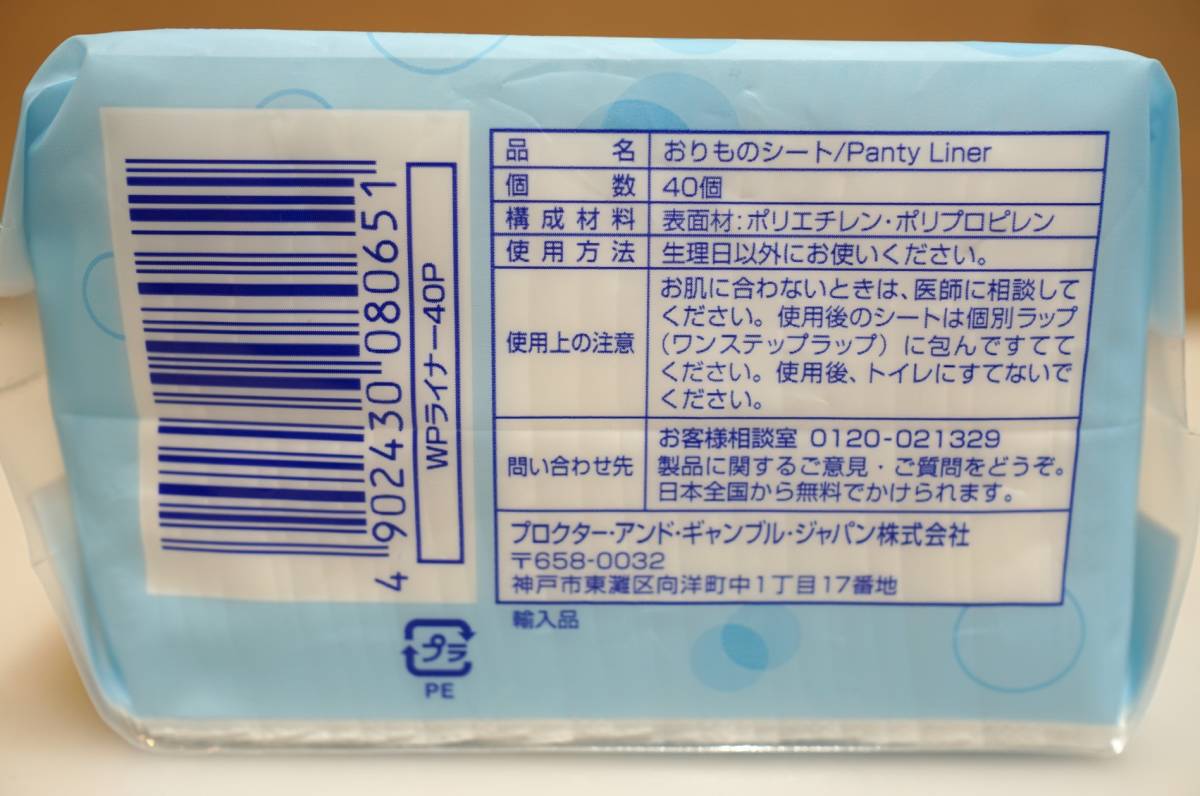 4 902430 080651
WPライナー40P
プラ
PE
品 名 おりものシート/Panty Liner
個 数 40個
構成材料 表面材:ポリエチレン・ポリプロピレン
使用方法 生理日以外にお使いください。
使用上の注意
お肌に合わないときは、医師に相談して
ください。使用後のシートは個別ラップ
(ワンステップラップ)に包んですてて
ください。使用後、トイレにすてないで
ください。
問い合わせ先
お客様相談室 0120-021329
製品に関するご意見・ご質問をどうぞ。
日本全国から無料でかけられます。
プロクター・アンド・ギャンブル・ジャパン株式会社
〒658-0032
神戸市東灘区向洋町中1丁目17番地
輸入品